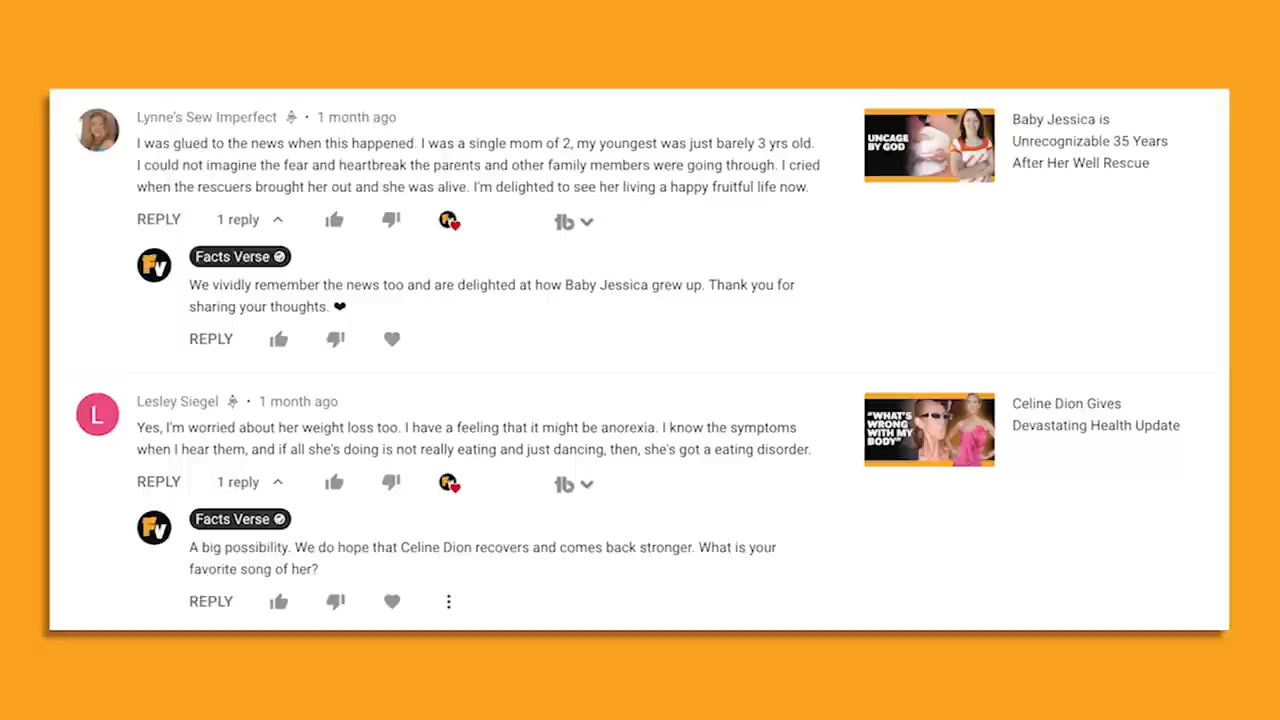 Lynne's Sew Imperfect • 1 month ago
I was glued to the news when this happened. I was a single mom of 2, my youngest was just barely 3 yrs old.
I could not imagine the fear and heartbreak the parents and other family members were going through. I cried
when the rescuers brought her out and she was alive. I'm delighted to see her living a happy fruitful life now.
REPLY 1 reply
Baby Jessica is
Unrecognizable 35 Years
After Her Well Rescue
UNCAGE
BY GOD
Fv
Facts Verse
We vividly remember the news too and are delighted at how Baby Jessica grew up. Thank you for
sharing your thoughts. ❤
REPLY
L
Lesley Siegel • 1 month ago
Yes, I'm worried about her weight loss too. I have a feeling that it might be anorexia. I know the symptoms
when I hear them, and if all she's doing is not really eating and just dancing, then, she's got a eating disorder.
REPLY 1 reply
Celine Dion Gives
Devastating Health Update
"WHAT'S
WRONG
WITH MY
BODY"
Fv
Facts Verse
A big possibility. We do hope that Celine Dion recovers and comes back stronger. What is your
favorite song of her?
REPLY